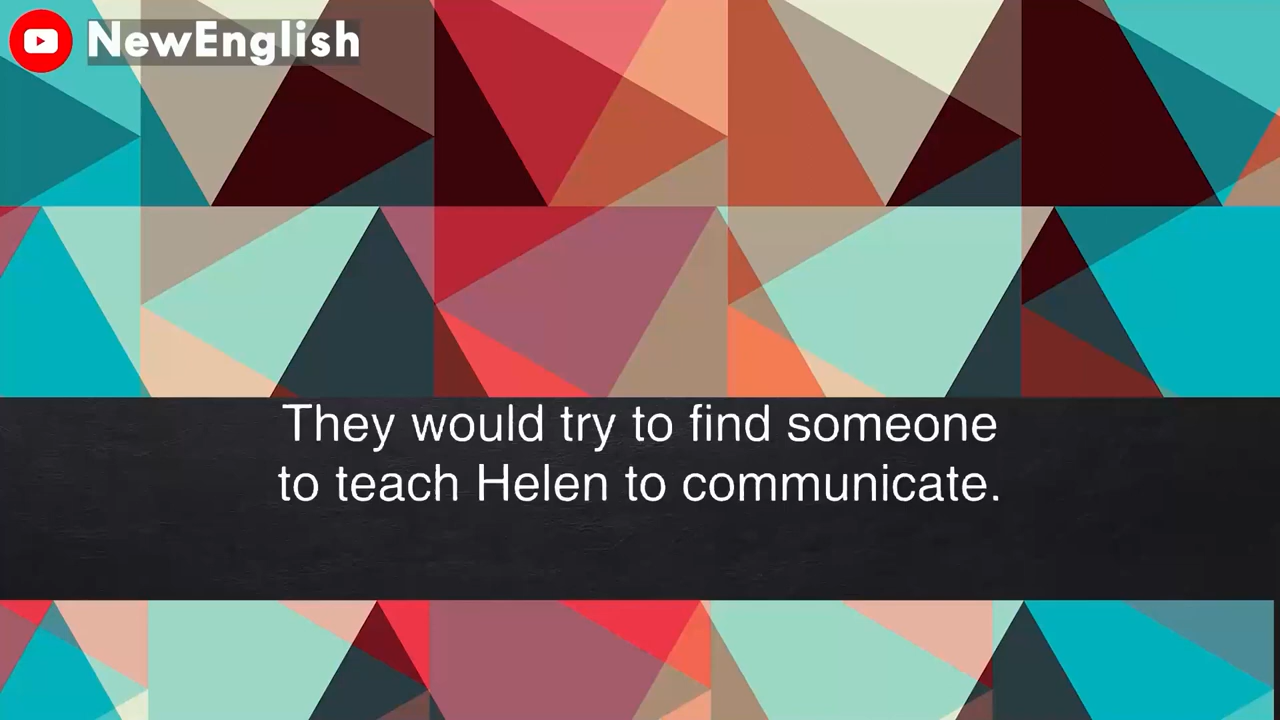 NewEnglish
They would try to find someone
to teach Helen to communicate.